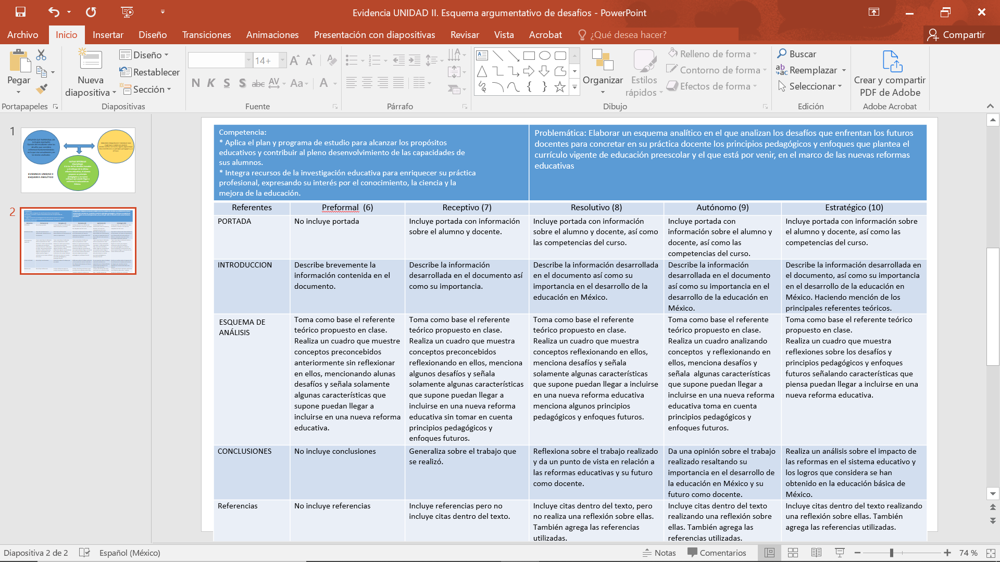 Evidencia UNIDAD II. Esquema argumentativo de desafios - PowerPoint
Archivo
Inicio
Insertar
Diseño
Transiciones
Animaciones
Presentación con diapositivas
Revisar
Vista
Acrobat
¿Qué desea hacer?
Compartir
Pegar
Portapapeles
Nueva
diapositiva
Diseño
Restablecer
Sección
Diapositivas
14+
N K S S abc AV Aa A
Fuente
Párrafo
Organizar
Estilos
rápidos
Relleno de forma
Contorno de forma
Efectos de forma
Dibujo
Buscar
Reemplazar
Seleccionar
Edición
Crear y compartir
PDF de Adobe
Adobe Acrobat
1
EVIDENCIA UNIDAD II
ESQUEMA ANALÍTICO
2
Competencia:
* Aplica el plan y programa de estudio para alcanzar los propósitos
educativos y contribuir al pleno desenvolvimiento de las capacidades de
sus alumnos.
* Integra recursos de la investigación educativa para enriquecer su práctica
profesional, expresando su interés por el conocimiento, la ciencia y la
mejora de la educación.
Problemática: Elaborar un esquema analítico en el que analizan los desafíos que enfrentan los futuros
docentes para concretar en su práctica docente los principios pedagógicos y enfoques que plantea el
currículo vigente de educación preescolar y el que está por venir, en el marco de las nuevas reformas
educativas
Referentes
Preformal (6)
Receptivo (7)
Resolutivo (8)
Autónomo (9)
Estratégico (10)
PORTADA
No incluye portada
Incluye portada con información
sobre el alumno y docente.
Incluye portada con información
sobre el alumno y docente, así como
las competencias del curso.
Incluye portada con
información sobre el alumno y
docente, así como las
competencias del curso.
Incluye portada con información sobre
el alumno y docente, así como las
competencias del curso.
INTRODUCCION
Describe brevemente la
información contenida en el
documento.
Describe la información
desarrollada en el documento así
como su importancia.
Describe la información desarrollada
en el documento así como su
importancia en el desarrollo de la
educación en México.
Describe la información
desarrollada en el documento
así como su importancia en el
desarrollo de la educación en
México.
Describe la información desarrollada en
el documento, así como su importancia
en el desarrollo de la educación en
México. Haciendo mención de los
principales referentes teóricos.
ESQUEMA DE
ANÁLISIS
Toma como base el referente
teórico propuesto en clase.
Realiza un cuadro que muestre
conceptos preconcebidos
anteriormente sin reflexionar
en ellos, mencionando alunas
desafíos y señala solamente
algunas características que
supone puedan llegar a
incluirse en una nueva reforma
educativa.
Toma como base el referente
teórico propuesto en clase.
Realiza un cuadro que muestra
conceptos preconcebidos
reflexionando en ellos, menciona
algunos desafíos y señala
solamente algunas características
que supone puedan llegar a
incluirse en una nueva reforma
educativa sin tomar en cuenta
principios pedagógicos y
enfoques futuros.
Toma como base el referente
teórico propuesto en clase.
Realiza un cuadro que muestra
conceptos reflexionando en ellos,
menciona desafíos y señala
solamente algunas características
que supone puedan llegar a incluirse
en una nueva reforma educativa
menciona algunos principios
pedagógicos y enfoques futuros.
Toma como base el referente
teórico propuesto en clase.
Realiza un cuadro analizando
conceptos y reflexionando en
ellos, menciona desafíos y
señala algunas características
que supone puedan llegar a
incluirse en una nueva reforma
educativa toma en cuenta
principios pedagógicos y
enfoques futuros.
Toma como base el referente teórico
propuesto en clase.
Realiza un cuadro que muestra
reflexiones sobre los desafíos y
principios pedagógicos y enfoques
futuros señalando características que
piensa puedan llegar a incluirse en una
nueva reforma educativa.
CONCLUSIONES
No incluye conclusiones
Generaliza sobre el trabajo que
se realizó.
Reflexiona sobre el trabajo realizado
y da un punto de vista en relación a
las reformas educativas y su futuro
como docente.
Da una opinión sobre el trabajo
realizado resaltando su
importancia en el desarrollo de
la educación en México y su
futuro como docente.
Realiza un análisis sobre el impacto de
las reformas en el sistema educativo y
los logros que considera se han
obtenido en la educación básica de
México.
Referencias
No incluye referencias
Incluye referencias pero no
incluye citas dentro del texto.
Incluye citas dentro del texto, pero
no realiza una reflexión sobre ellas.
También agrega las referencias
utilizadas.
Incluye citas dentro del texto
realizando una reflexión sobre
ellas. También agrega las
referencias utilizadas.
Incluye citas dentro del texto realizando
una reflexión sobre ellas. También
agrega las referencias utilizadas.
Diapositiva 2 de 2
Español (México)
Notas
Comentarios
74 %